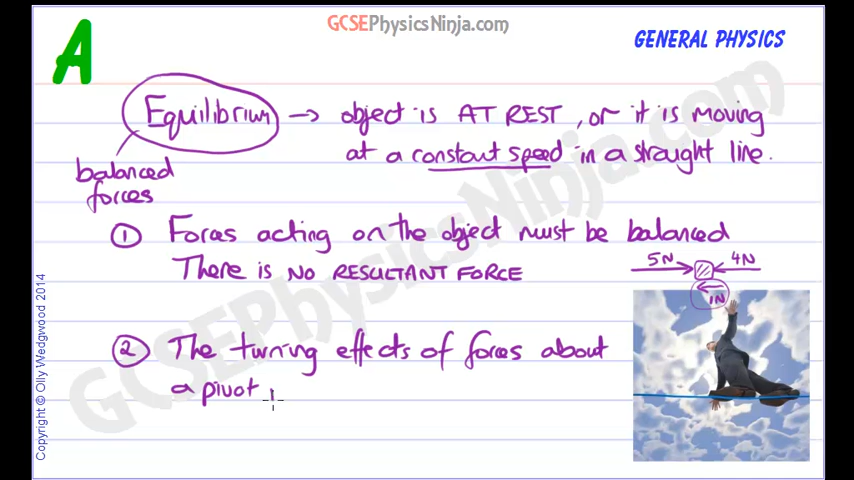 GCSEPhysicsNinja.com
A
GENERAL PHYSICS
Equilibrium → object is AT REST, or it is moving
at a constant speed in a straight line.
balanced
forces
① Forces acting on the object must be balanced
There is NO RESULTANT FORCE
5N 4N
1N
② The turning effects of forces about
a pivot
Copyright © Olly Wedgwood 2014
GCSEPhysicsNinja.com